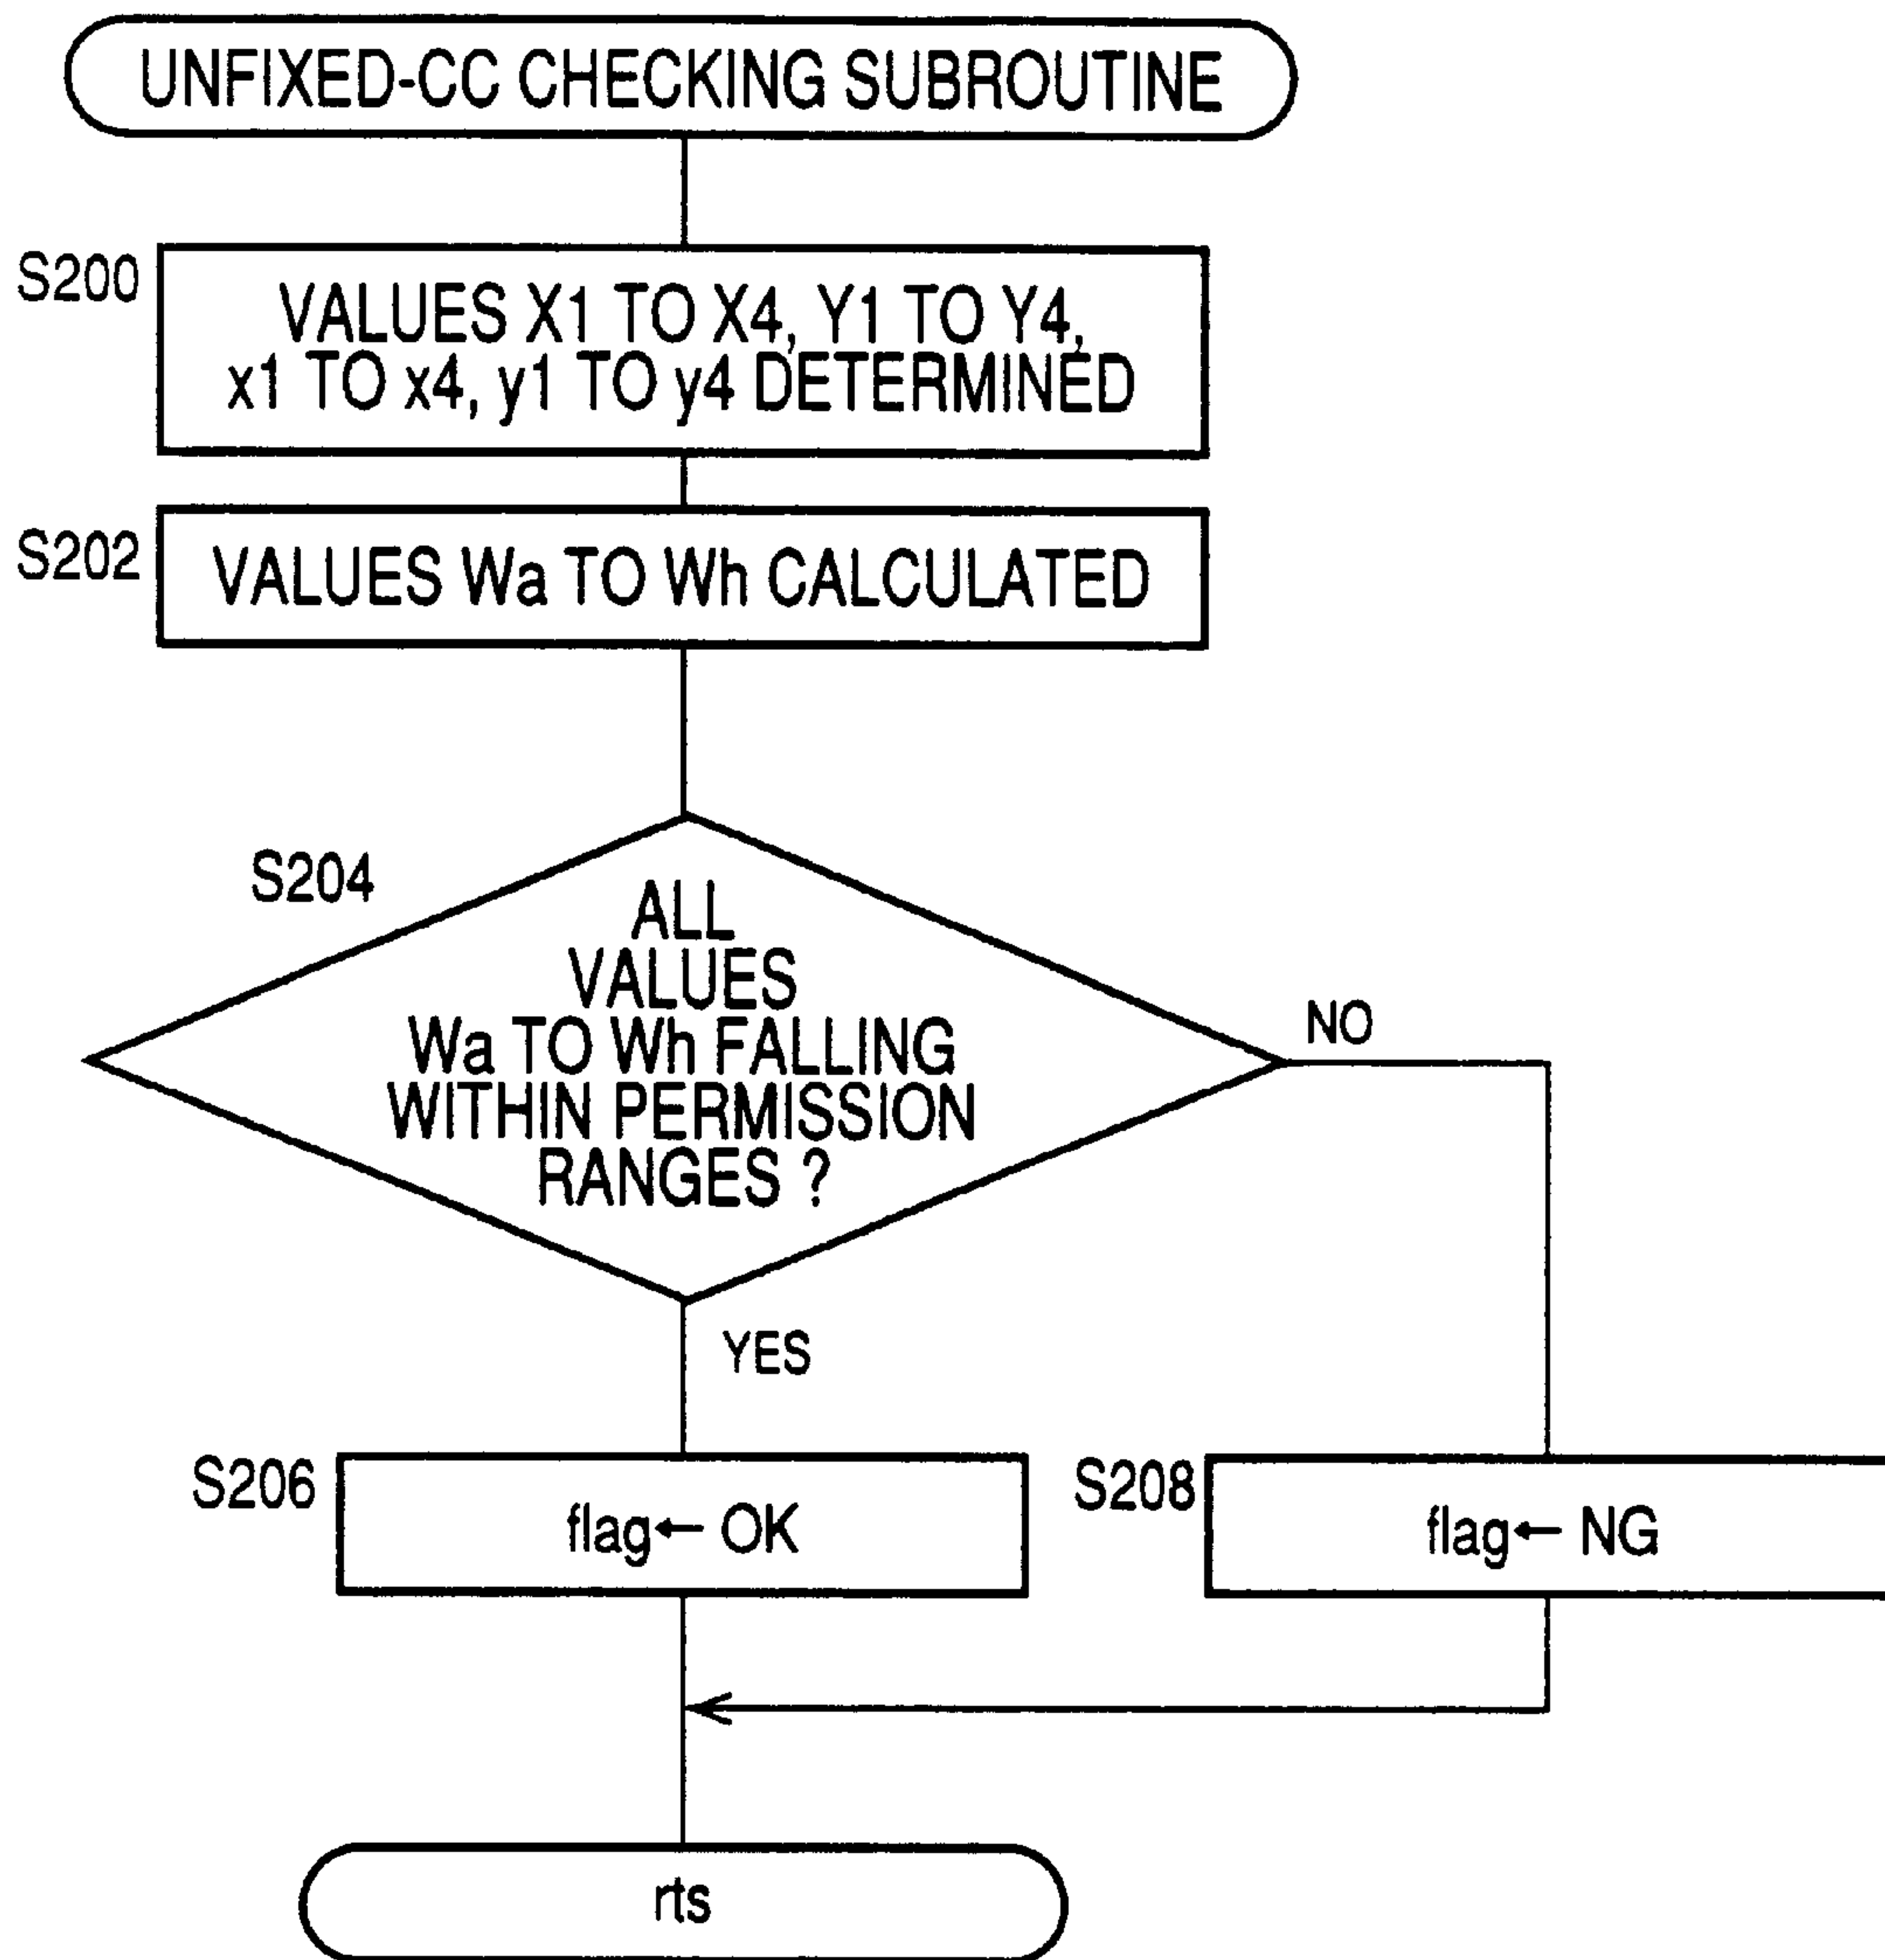 UNFIXED-CC CHECKING SUBROUTINE
S200
VALUES X1 TO X4, Y1 TO Y4,
x1 TO x4, y1 TO y4 DETERMINED
S202
VALUES Wa TO Wh CALCULATED
S204
ALL
VALUES
Wa TO Wh FALLING
WITHIN PERMISSION
RANGES ?
NO
YES
S206
flag← OK
S208
flag← NG
rts